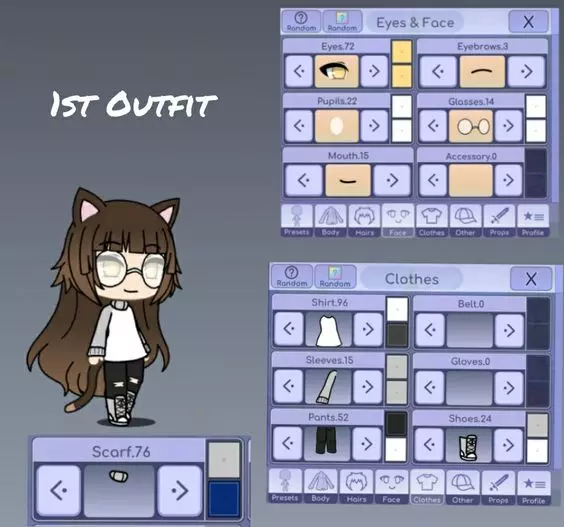 1st Outfit
Random
Random
Eyes & Face
X
Eyes.72
Eyebrows.3
Pupils.22
Glasses.14
Mouth.15
Accessory.0
Presets
Body
Hairs
Face
Clothes
Other
Props
Profile
Random
Random
Clothes
X
Shirt.96
Belt.0
Sleeves.15
Gloves.0
Pants.52
Shoes.24
Presets
Body
Hairs
Face
Clothes
Other
Props
Profile
Scarf.76